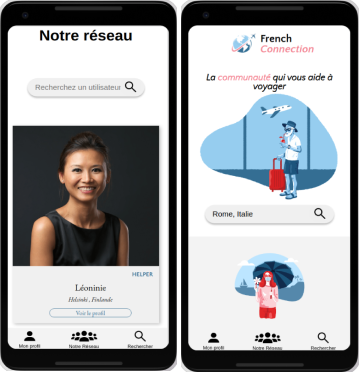 Notre réseau
Recherchez un utilisateur
HELPER
Léoninie
Helsinki, Finlande
Voir le profil
Mon profil
Notre Réseau
Rechercher
French
Connection
La communauté qui vous aide à
voyager
Rome, Italie
Mon profil
Notre Réseau
Rechercher